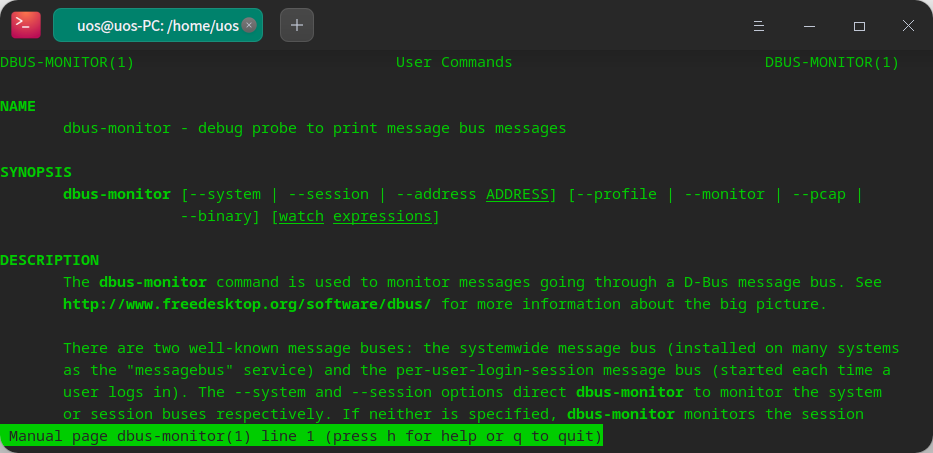 uos@uos-PC: /home/uos
DBUS-MONITOR(1) User Commands DBUS-MONITOR(1)
NAME
dbus-monitor - debug probe to print message bus messages
SYNOPSIS
dbus-monitor [--system | --session | --address ADDRESS] [--profile | --monitor | --pcap |
--binary] [watch expressions]
DESCRIPTION
The dbus-monitor command is used to monitor messages going through a D-Bus message bus. See
http://www.freedesktop.org/software/dbus/ for more information about the big picture.
There are two well-known message buses: the systemwide message bus (installed on many systems
as the "messagebus" service) and the per-user-login-session message bus (started each time a
user logs in). The --system and --session options direct dbus-monitor to monitor the system
or session buses respectively. If neither is specified, dbus-monitor monitors the session
Manual page dbus-monitor(1) line 1 (press h for help or q to quit)